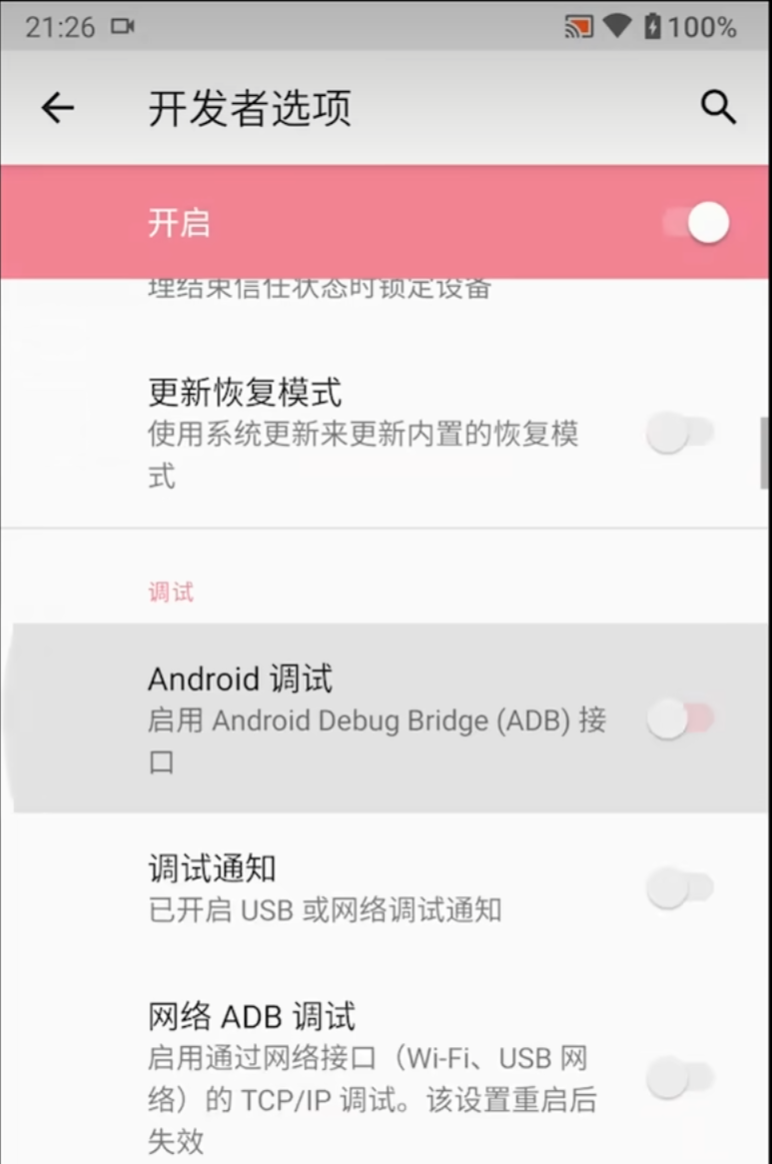 21:26
100%
开发者选项
开启
理结束信任状态时锁定设备
更新恢复模式
使用系统更新来更新内置的恢复模
式
调试
Android 调试
启用 Android Debug Bridge (ADB) 接
口
调试通知
已开启 USB 或网络调试通知
网络 ADB 调试
启用通过网络接口（Wi-Fi、USB 网
络）的 TCP/IP 调试。该设置重启后
失效